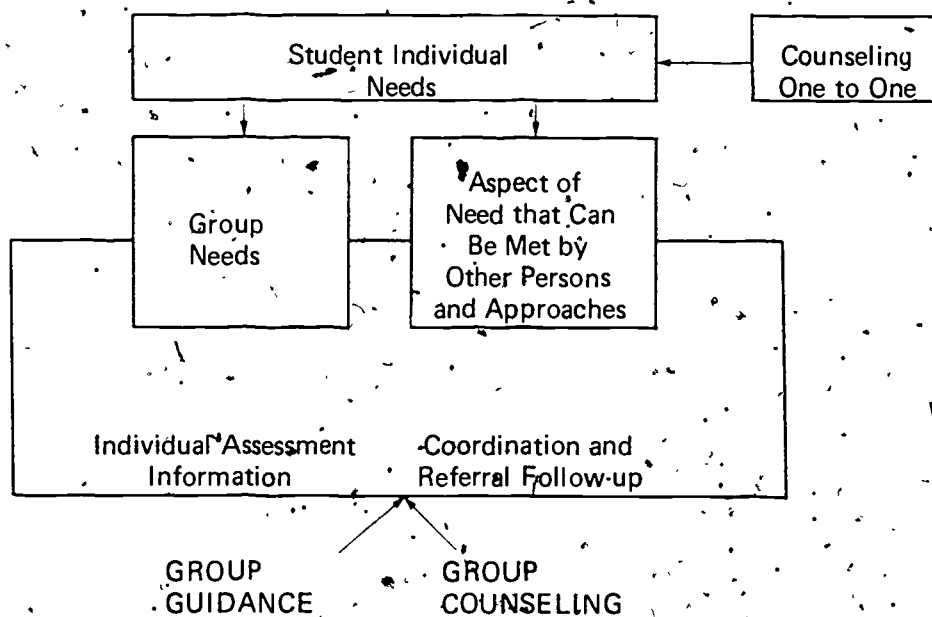 Student Individual
Needs
Counseling
One to One
Group
Needs
Aspect of
Need that Can
Be Met by
Other Persons
and Approaches
Individual Assessment
Information
Coordination and
Referral Follow-up
GROUP
GUIDANCE
GROUP
COUNSELING